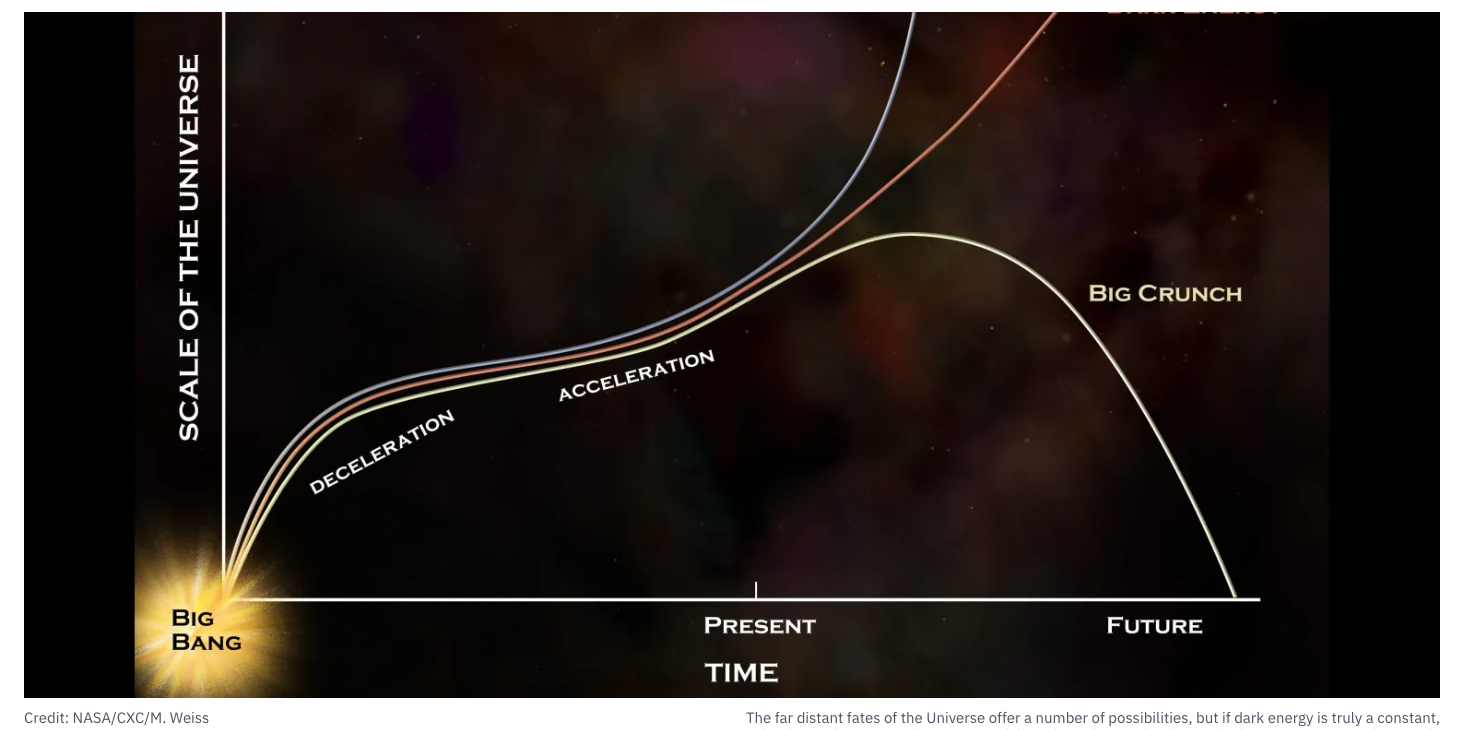 SCALE OF THE UNIVERSE
BIG CRUNCH
ACCELERATION
DECELERATION
BIG
BANG
PRESENT
FUTURE
TIME
Credit: NASA/CXC/M. Weiss
The far distant fates of the Universe offer a number of possibilities, but if dark energy is truly a constant,